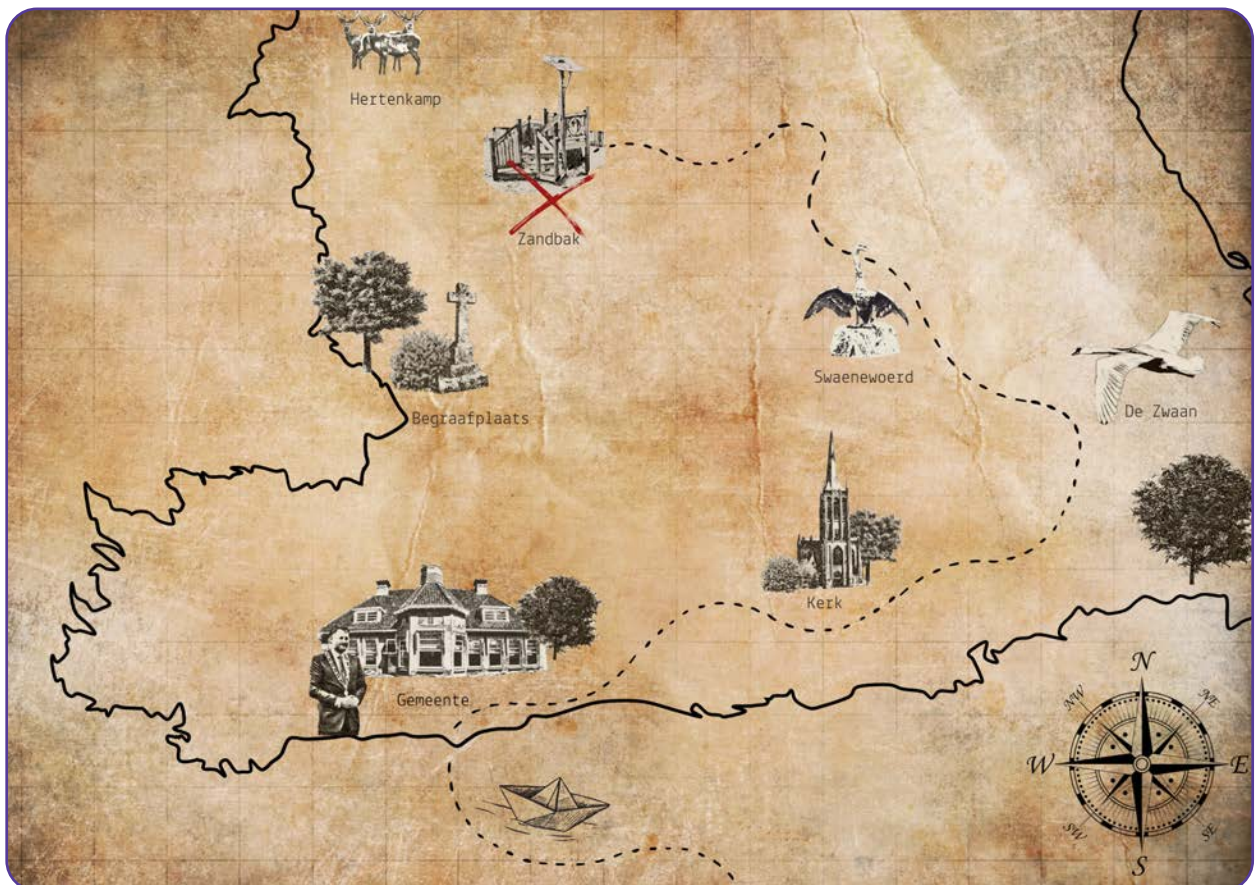 Hertenkamp
Zandbak
Swaenewoerd
De Zwaan
Begraafplaats
Kerk
Gemeente
N
NW
NE
W
E
SW
SE
S